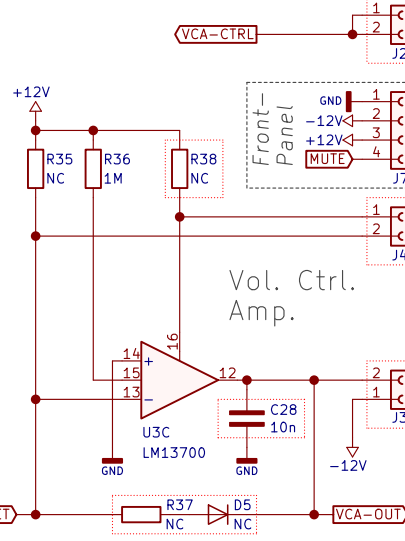 VCA-CTRL
1
2
J2
+12V
Front-
Panel
GND
-12V
+12V
MUTE
1
2
3
4
J7
R35
NC
R36
1M
R38
NC
1
2
J4
Vol. Ctrl.
Amp.
16
14
15
13
+
-
12
U3C
LM13700
GND
C28
10n
GND
2
1
J3
-12V
R37
NC
D5
NC
VCA-OUT